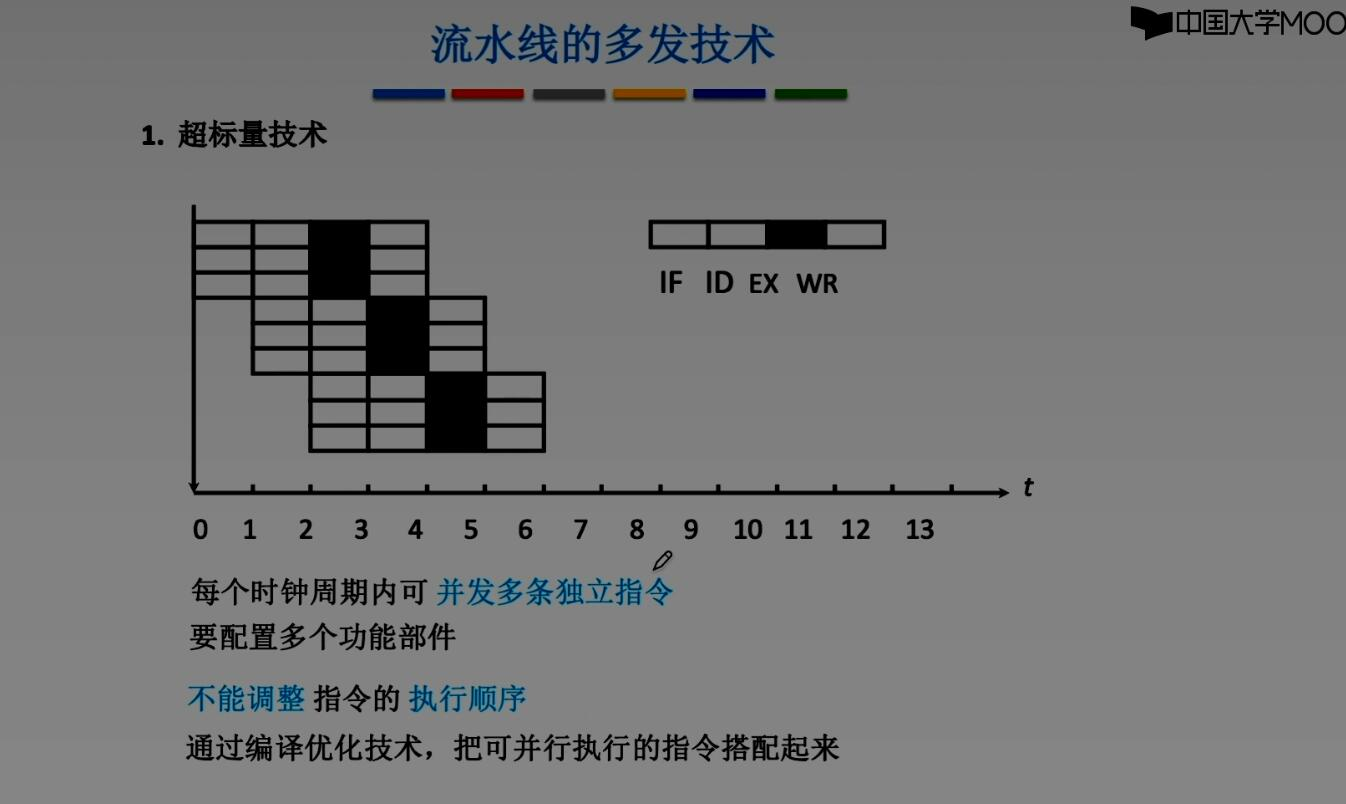 中国大学MOO
流水线的多发技术
1. 超标量技术
IF ID EX WR
t
0 1 2 3 4 5 6 7 8 9 10 11 12 13
每个时钟周期内可 并发多条独立指令
要配置多个功能部件
不能调整 指令的 执行顺序
通过编译优化技术，把可并行执行的指令搭配起来